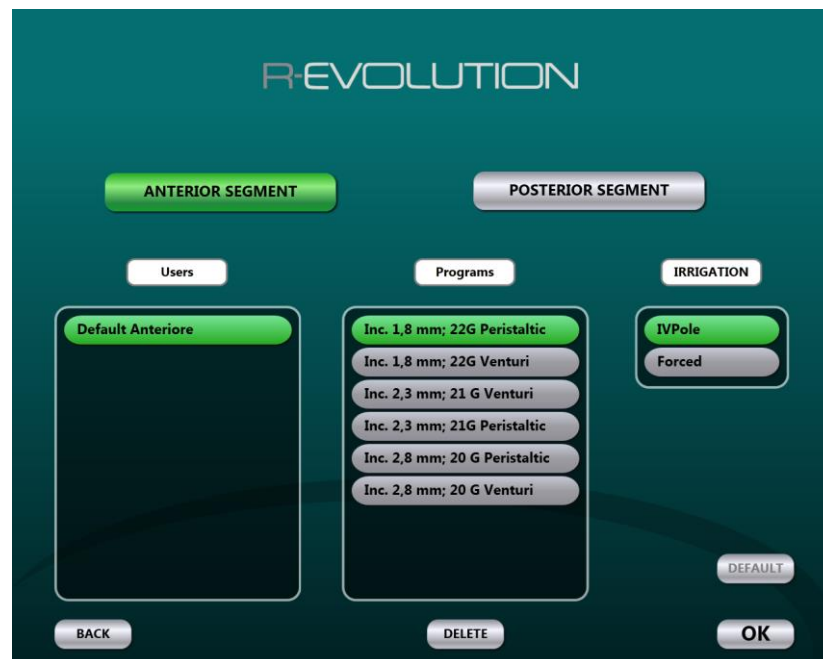 R-EVOLUTION
ANTERIOR SEGMENT
POSTERIOR SEGMENT
Users
Programs
IRRIGATION
Default Anteriore
Inc. 1,8 mm; 22G Peristaltic
Inc. 1,8 mm; 22G Venturi
Inc. 2,3 mm; 21 G Venturi
Inc. 2,3 mm; 21G Peristaltic
Inc. 2,8 mm; 20 G Peristaltic
Inc. 2,8 mm; 20 G Venturi
IVPole
Forced
DEFAULT
BACK
DELETE
OK